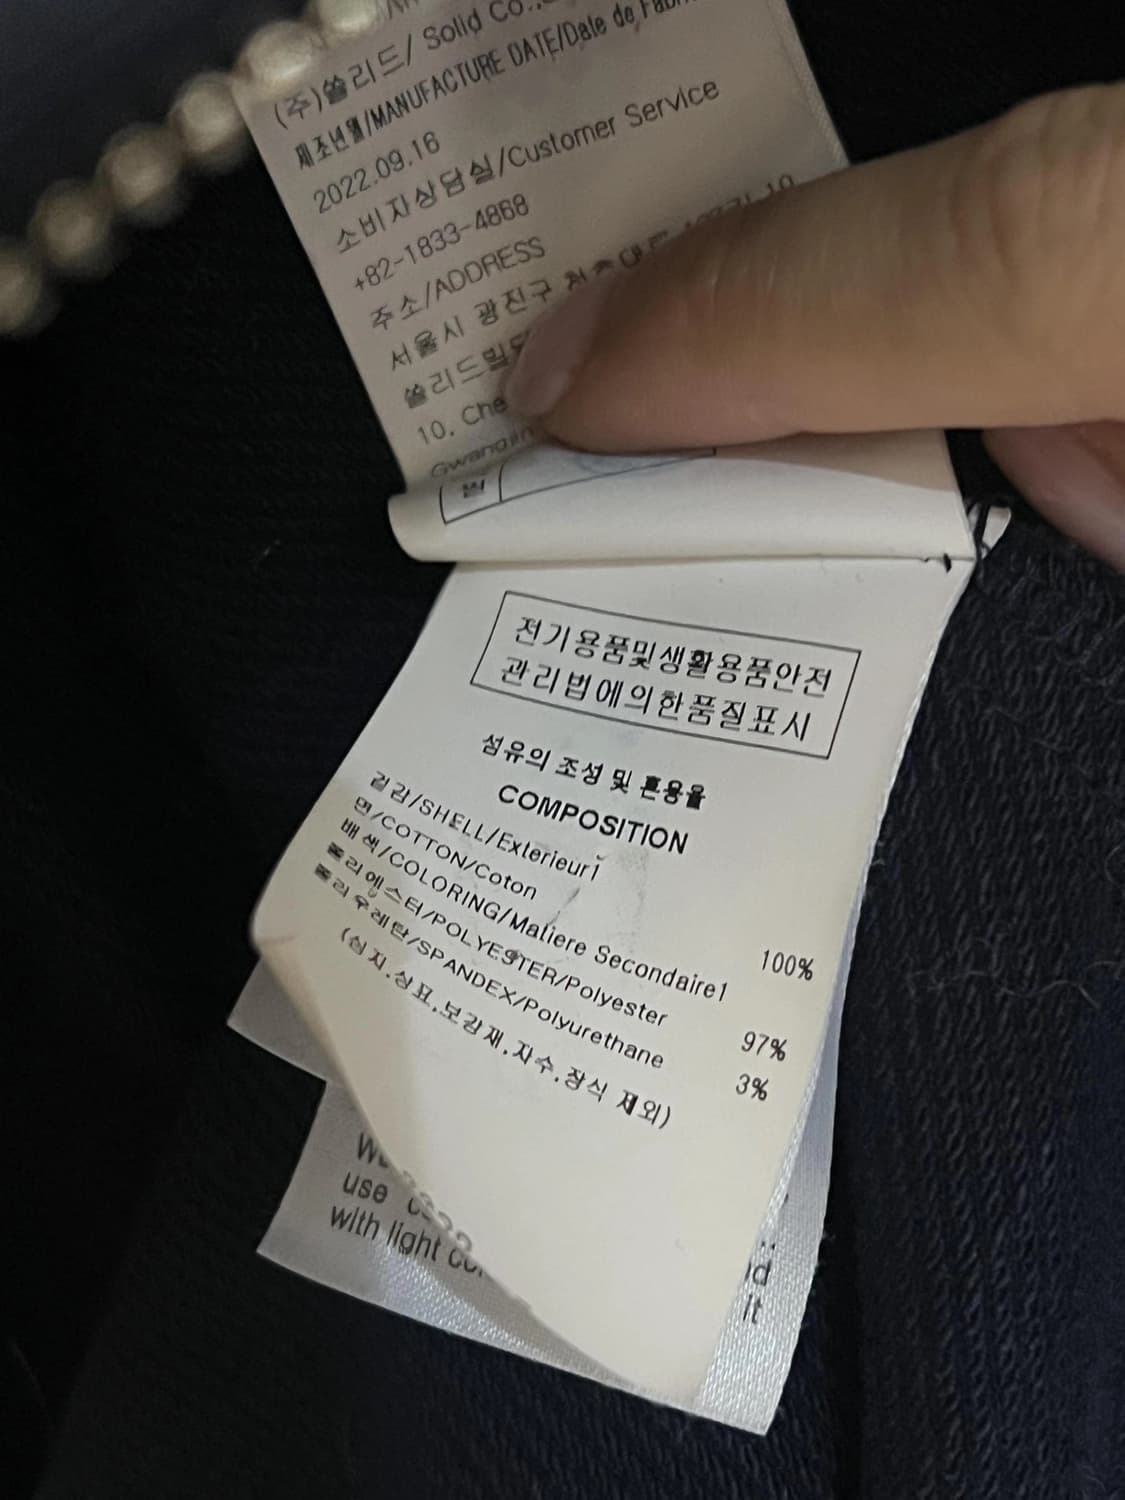 (주)쏠리드/ Solid Co.,
제조년월/MANUFACTURE DATE/Date de
2022.09.16
소비자상담실/Customer Service
+82-1833-4868
주소/ADDRESS
서울시 광진구
쏠리드빌딩
10, Che
Gwangjin
전기용품및생활용품안전
관리법에의한품질표시
섬유의 조성 및 혼용율
COMPOSITION
겉감/SHELL/Exterieur1
면/COTTON/Coton 100%
배색/COLORING/Matiere Secondaire1
폴리에스터/POLYESTER/Polyester 97%
폴리우레탄/SPANDEX/Polyurethane 3%
(심지,상표,보강재,자수,장식 제외)
use
with light